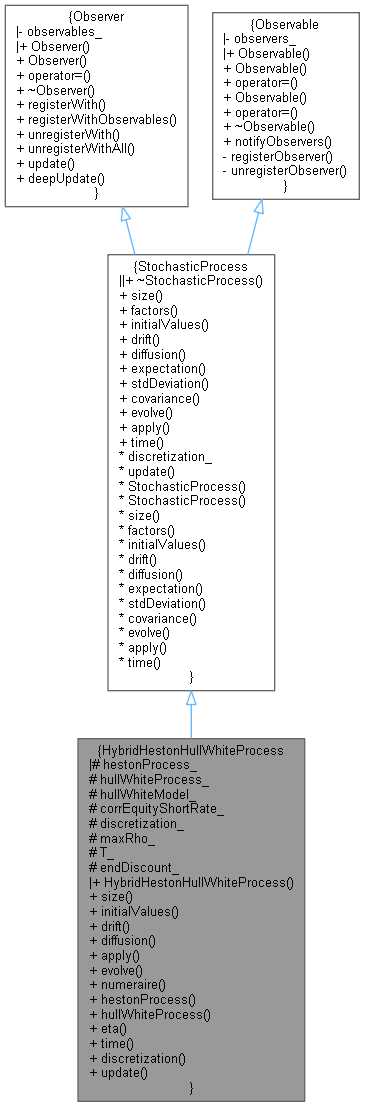 {Observer
|- observables_
|+ Observer()
+ Observer()
+ operator=()
+ ~Observer()
+ registerWith()
+ registerWithObservables()
+ unregisterWith()
+ unregisterWithAll()
+ update()
+ deepUpdate()
}
{Observable
|- observers_
|+ Observable()
+ Observable()
+ operator=()
+ Observable()
+ operator=()
+ ~Observable()
+ notifyObservers()
- registerObserver()
- unregisterObserver()
}
{StochasticProcess
||+ ~StochasticProcess()
+ size()
+ factors()
+ initialValues()
+ drift()
+ diffusion()
+ expectation()
+ stdDeviation()
+ covariance()
+ evolve()
+ apply()
+ time()
* discretization_
* update()
* StochasticProcess()
* StochasticProcess()
* size()
* factors()
* initialValues()
* drift()
* diffusion()
* expectation()
* stdDeviation()
* covariance()
* evolve()
* apply()
* time()
}
{HybridHestonHullWhiteProcess
|# hestonProcess_
# hullWhiteProcess_
# hullWhiteModel_
# corrEquityShortRate_
# discretization_
# maxRho_
# T_
# endDiscount_
|+ HybridHestonHullWhiteProcess()
+ size()
+ initialValues()
+ drift()
+ diffusion()
+ apply()
+ evolve()
+ numeraire()
+ hestonProcess()
+ hullWhiteProcess()
+ eta()
+ time()
+ discretization()
+ update()
}